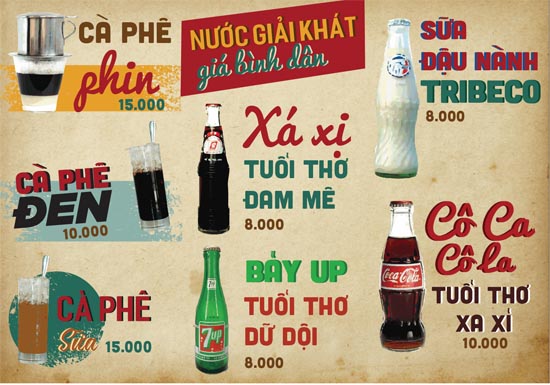 CÀ PHÊ
phin
15.000
NƯỚC GIẢI KHÁT
giá bình dân
SỮA
ĐẬU NÀNH
TRIBECO
8.000
CÀ PHÊ
ĐEN
10.000
Xá xị
TUỔI THƠ
ĐAM MÊ
8.000
CÀ PHÊ
Sữa
15.000
7up
BẢY UP
TUỔI THƠ
DỮ DỘI
8.000
Coca-Cola
Cô Ca
Cô la
TUỔI THƠ
XA XỈ
10.000